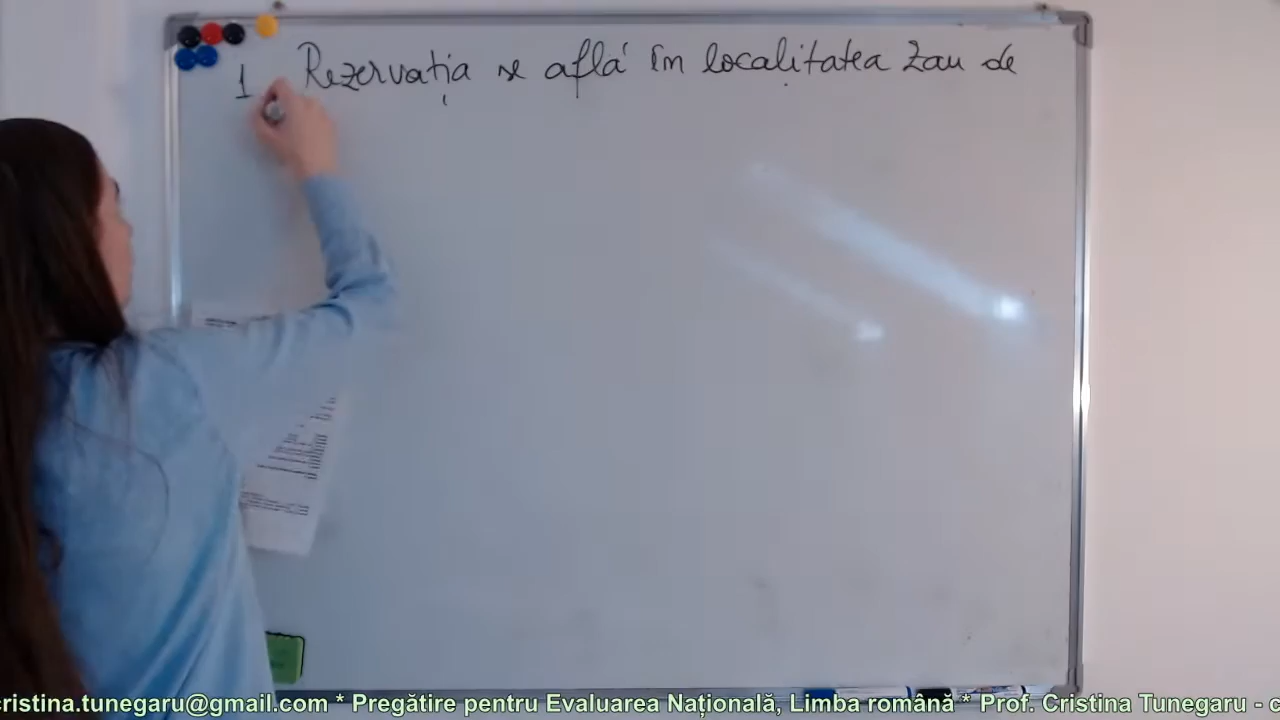 1 Rezervația se află în localitatea Zau de
cristina.tunegaru@gmail.com * Pregătire pentru Evaluarea Națională, Limba română * Prof. Cristina Tunegaru - c